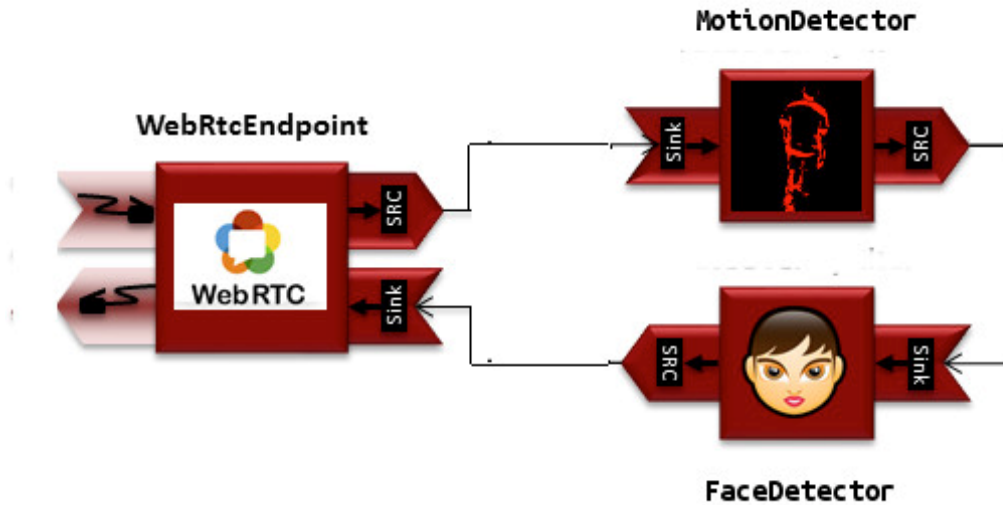 MotionDetector
WebRtcEndpoint
Sink
SRC
SRC
WebRTC
Sink
SRC
Sink
FaceDetector